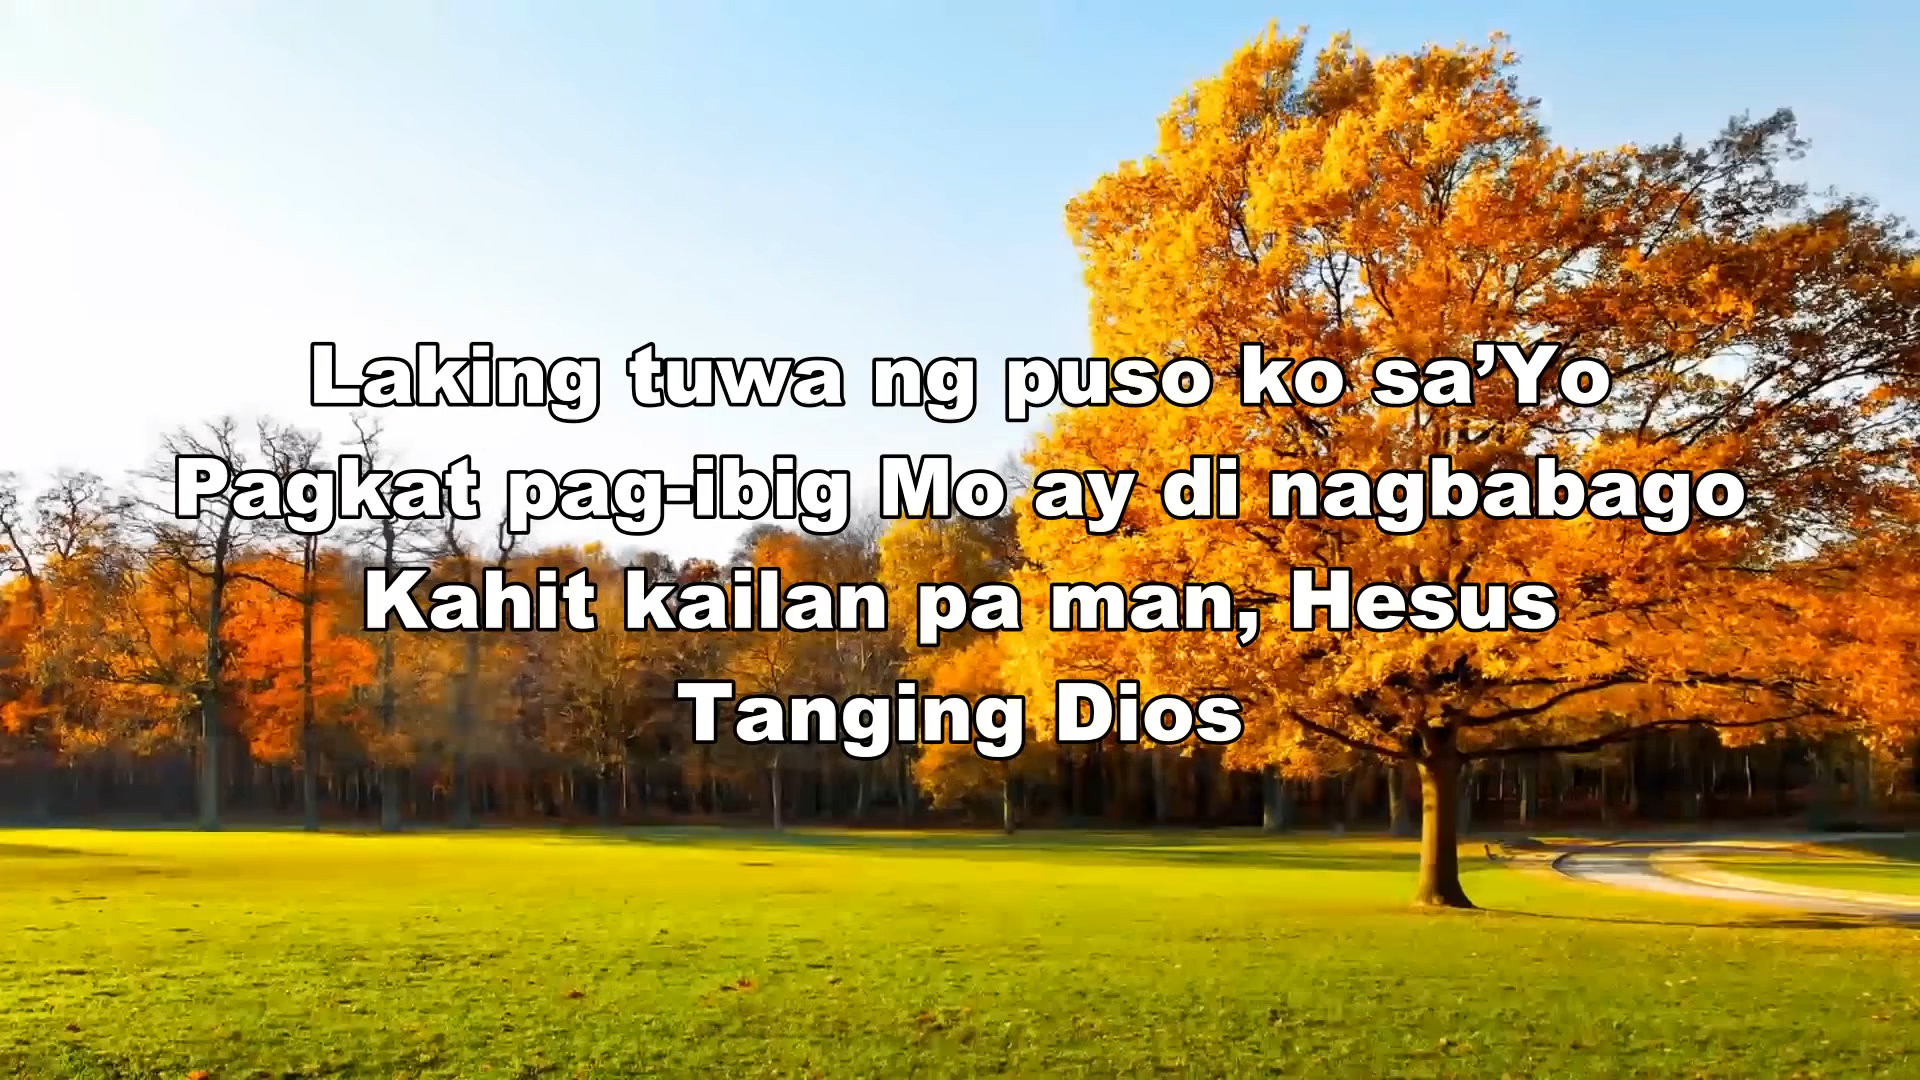 Laking tuwa ng puso ko sa’Yo
Pagkat pag-ibig Mo ay di nagbabago
Kahit kailan pa man, Hesus
Tanging Dios